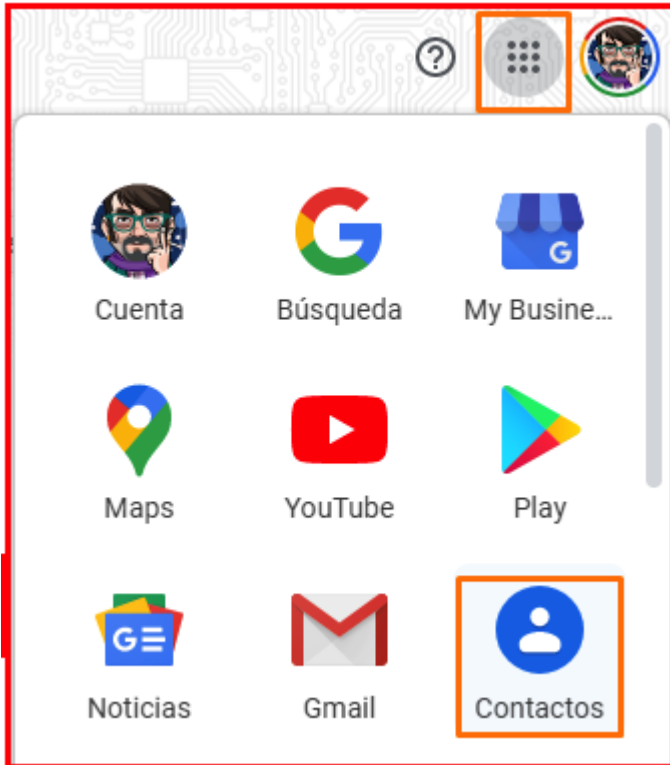 Cuenta
Búsqueda
My Busine...
Maps
YouTube
Play
Noticias
Gmail
Contactos